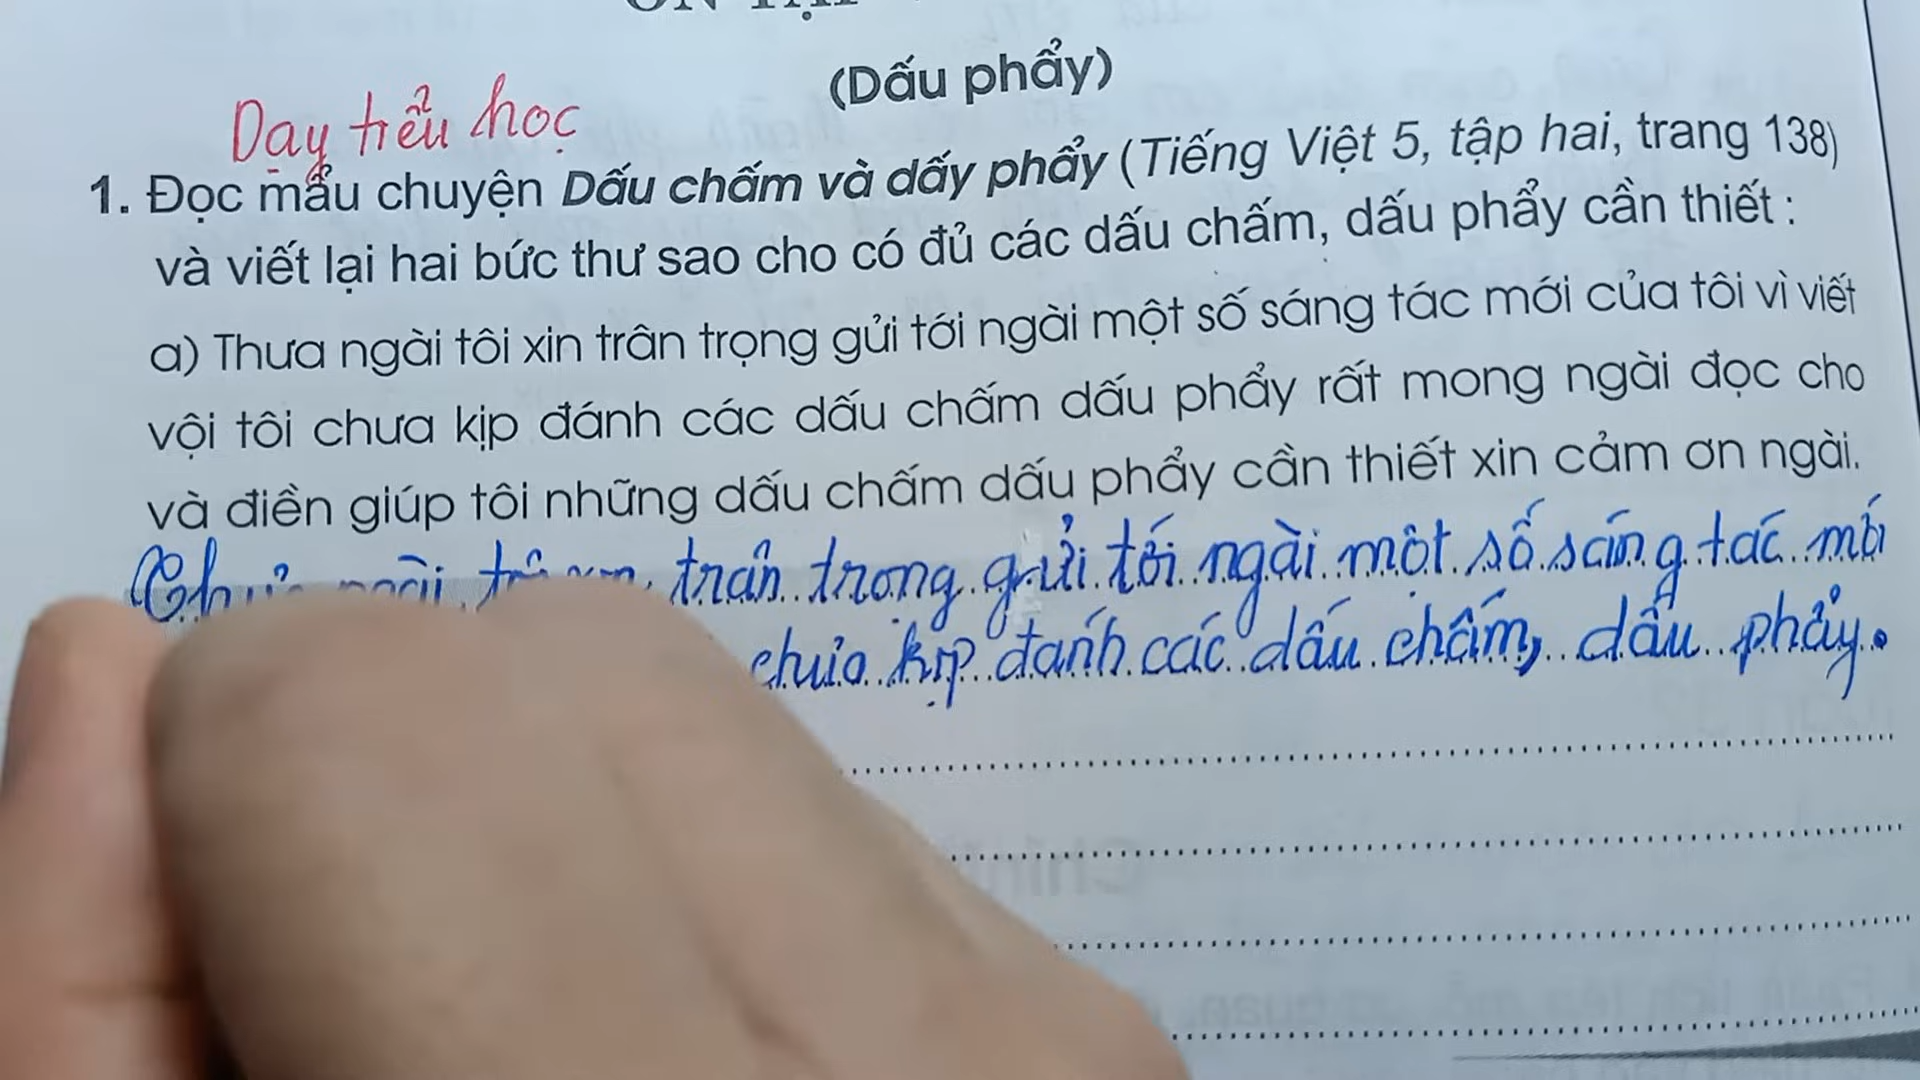 ÔN TẬP
(Dấu phẩy)
Dạy tiểu học
1. Đọc mẩu chuyện Dấu chấm và dấy phẩy (Tiếng Việt 5, tập hai, trang 138)
và viết lại hai bức thư sao cho có đủ các dấu chấm, dấu phẩy cần thiết :
a) Thưa ngài tôi xin trân trọng gửi tới ngài một số sáng tác mới của tôi vì viết
vội tôi chưa kịp đánh các dấu chấm dấu phẩy rất mong ngài đọc cho
và điền giúp tôi những dấu chấm dấu phẩy cần thiết xin cảm ơn ngài.
ngài trân trọng gửi tới ngài một số sáng tác mới
chưa kịp đánh các dấu chấm, dấu phẩy.